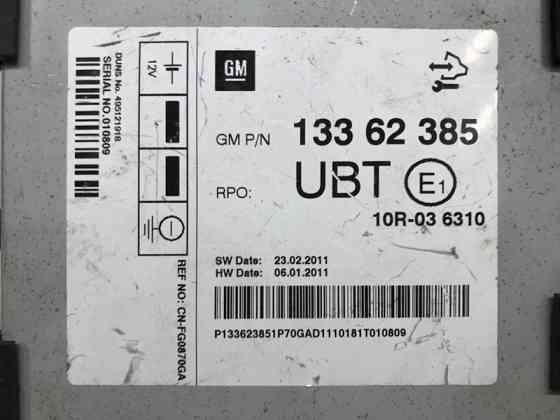 DUNS No. 495121918
SERIAL NO.010809
12V
REF NO: CN-FG0870GA
GM
GM P/N 133 62 385
RPO: UBT E1
10R-03 6310
SW Date: 23.02.2011
HW Date: 06.01.2011
P133623851P70GAD1110181T010809